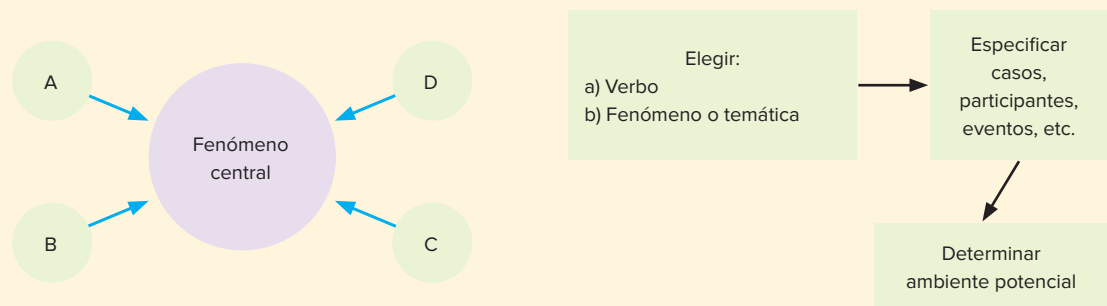 A
D
Fenómeno
central
B
C
Elegir:
a) Verbo
b) Fenómeno o temática
Especificar
casos,
participantes,
eventos, etc.
Determinar
ambiente potencial